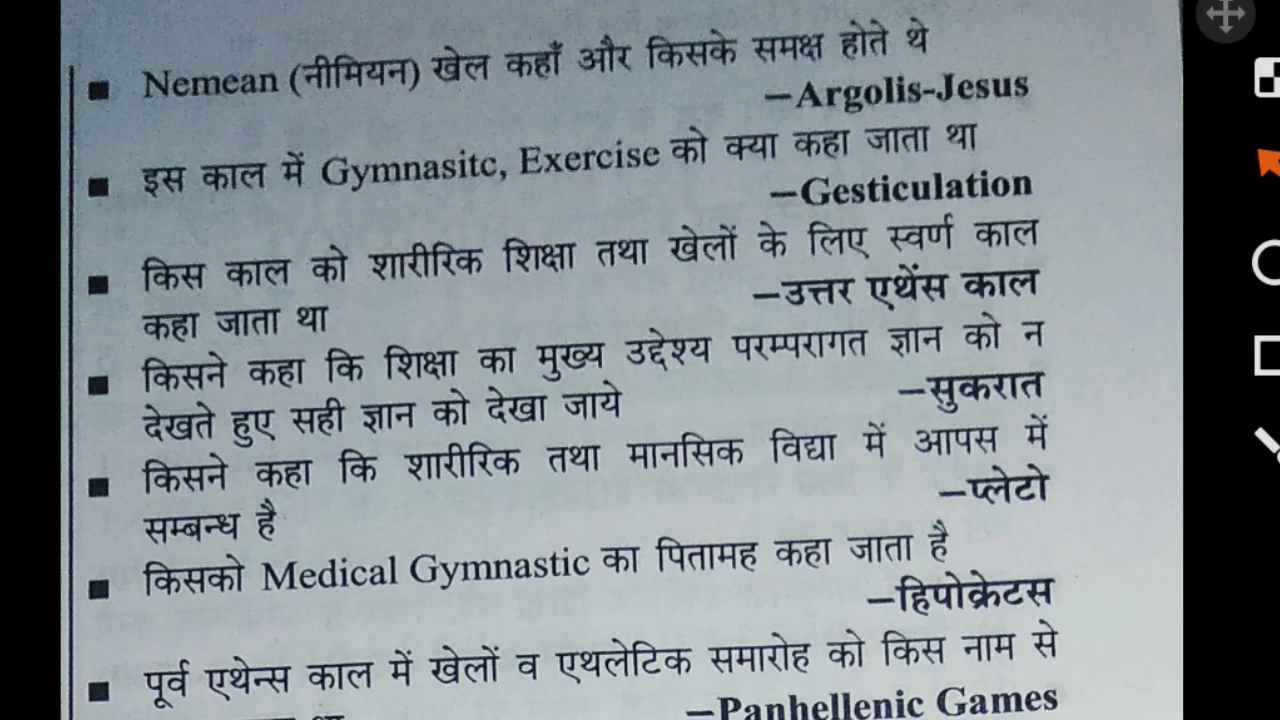 ■ Nemean (नीमियन) खेल कहाँ और किसके समक्ष होते थे
–Argolis-Jesus
■ इस काल में Gymnasitc, Exercise को क्या कहा जाता था
–Gesticulation
■ किस काल को शारीरिक शिक्षा तथा खेलों के लिए स्वर्ण काल
कहा जाता था –उत्तर एथेंस काल
■ किसने कहा कि शिक्षा का मुख्य उद्देश्य परम्परागत ज्ञान को न
देखते हुए सही ज्ञान को देखा जाये –सुकरात
■ किसने कहा कि शारीरिक तथा मानसिक विद्या में आपस में
सम्बन्ध है –प्लेटो
■ किसको Medical Gymnastic का पितामह कहा जाता है
–हिपोक्रेटस
■ पूर्व एथेन्स काल में खेलों व एथलेटिक समारोह को किस नाम से
–Panhellenic Games